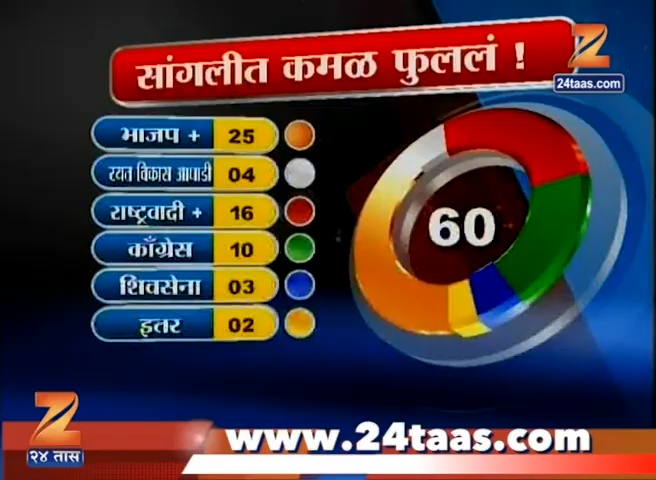 सांगलीत कमळ फुललं !
24taas.com
भाजप + 25
रयत विकास आघाडी 04
राष्ट्रवादी + 16
काँग्रेस 10
शिवसेना 03
इतर 02
60
२४ तास
www.24taas.com